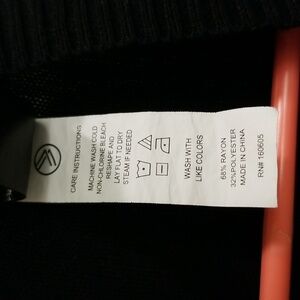 CARE INSTRUCTIONS
MACHINE WASH COLD
NON-CHLORINE BLEACH
RESHAPE AND
LAY FLAT TO DRY
STEAM IF NEEDED
WASH WITH
LIKE COLORS
68% RAYON
32%POLYESTER
MADE IN CHINA
RN# 160605